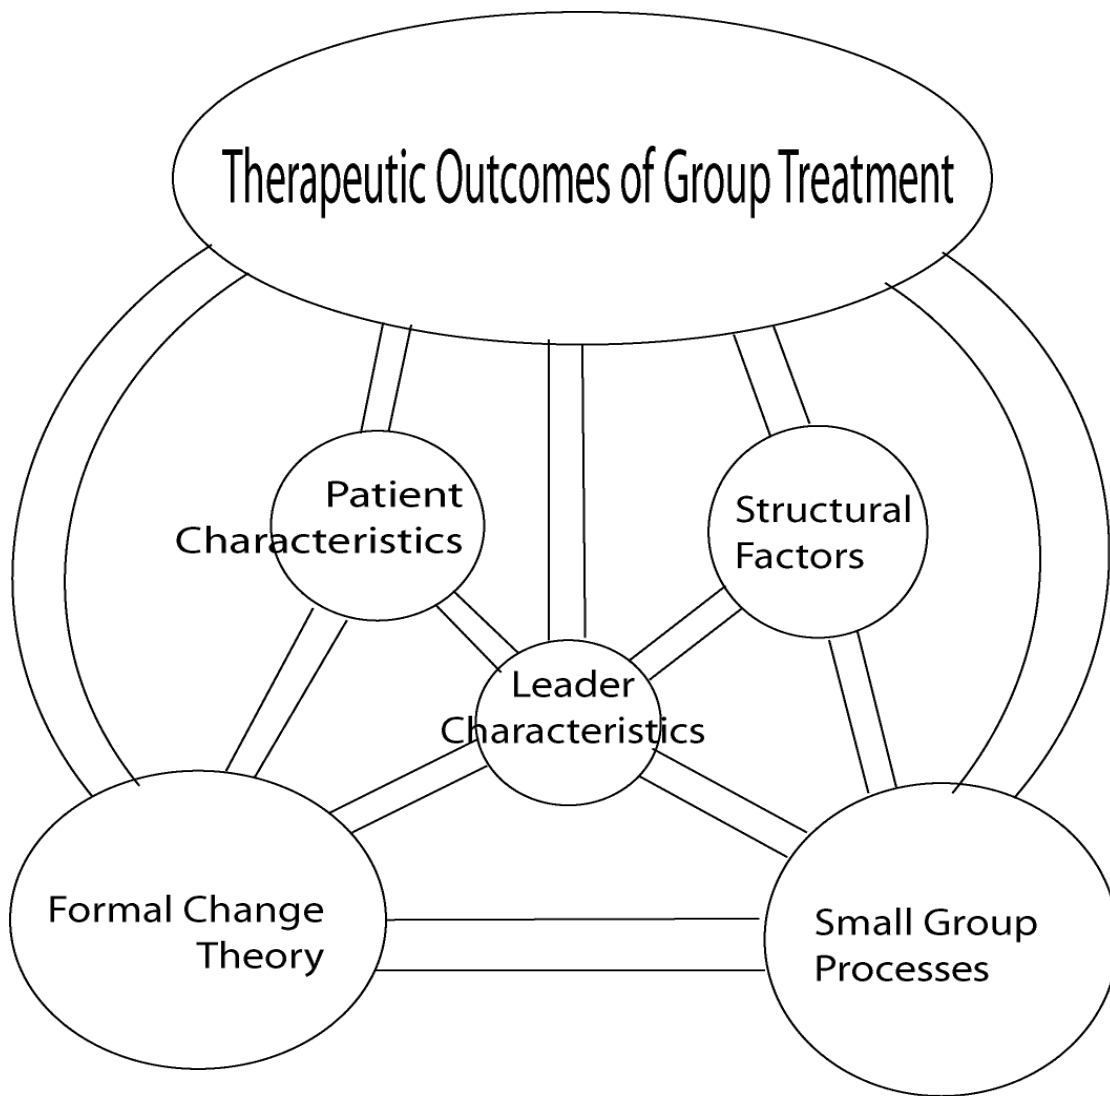 Therapeutic Outcomes of Group Treatment
Patient
Characteristics
Structural
Factors
Leader
Characteristics
Formal Change
Theory
Small Group
Processes